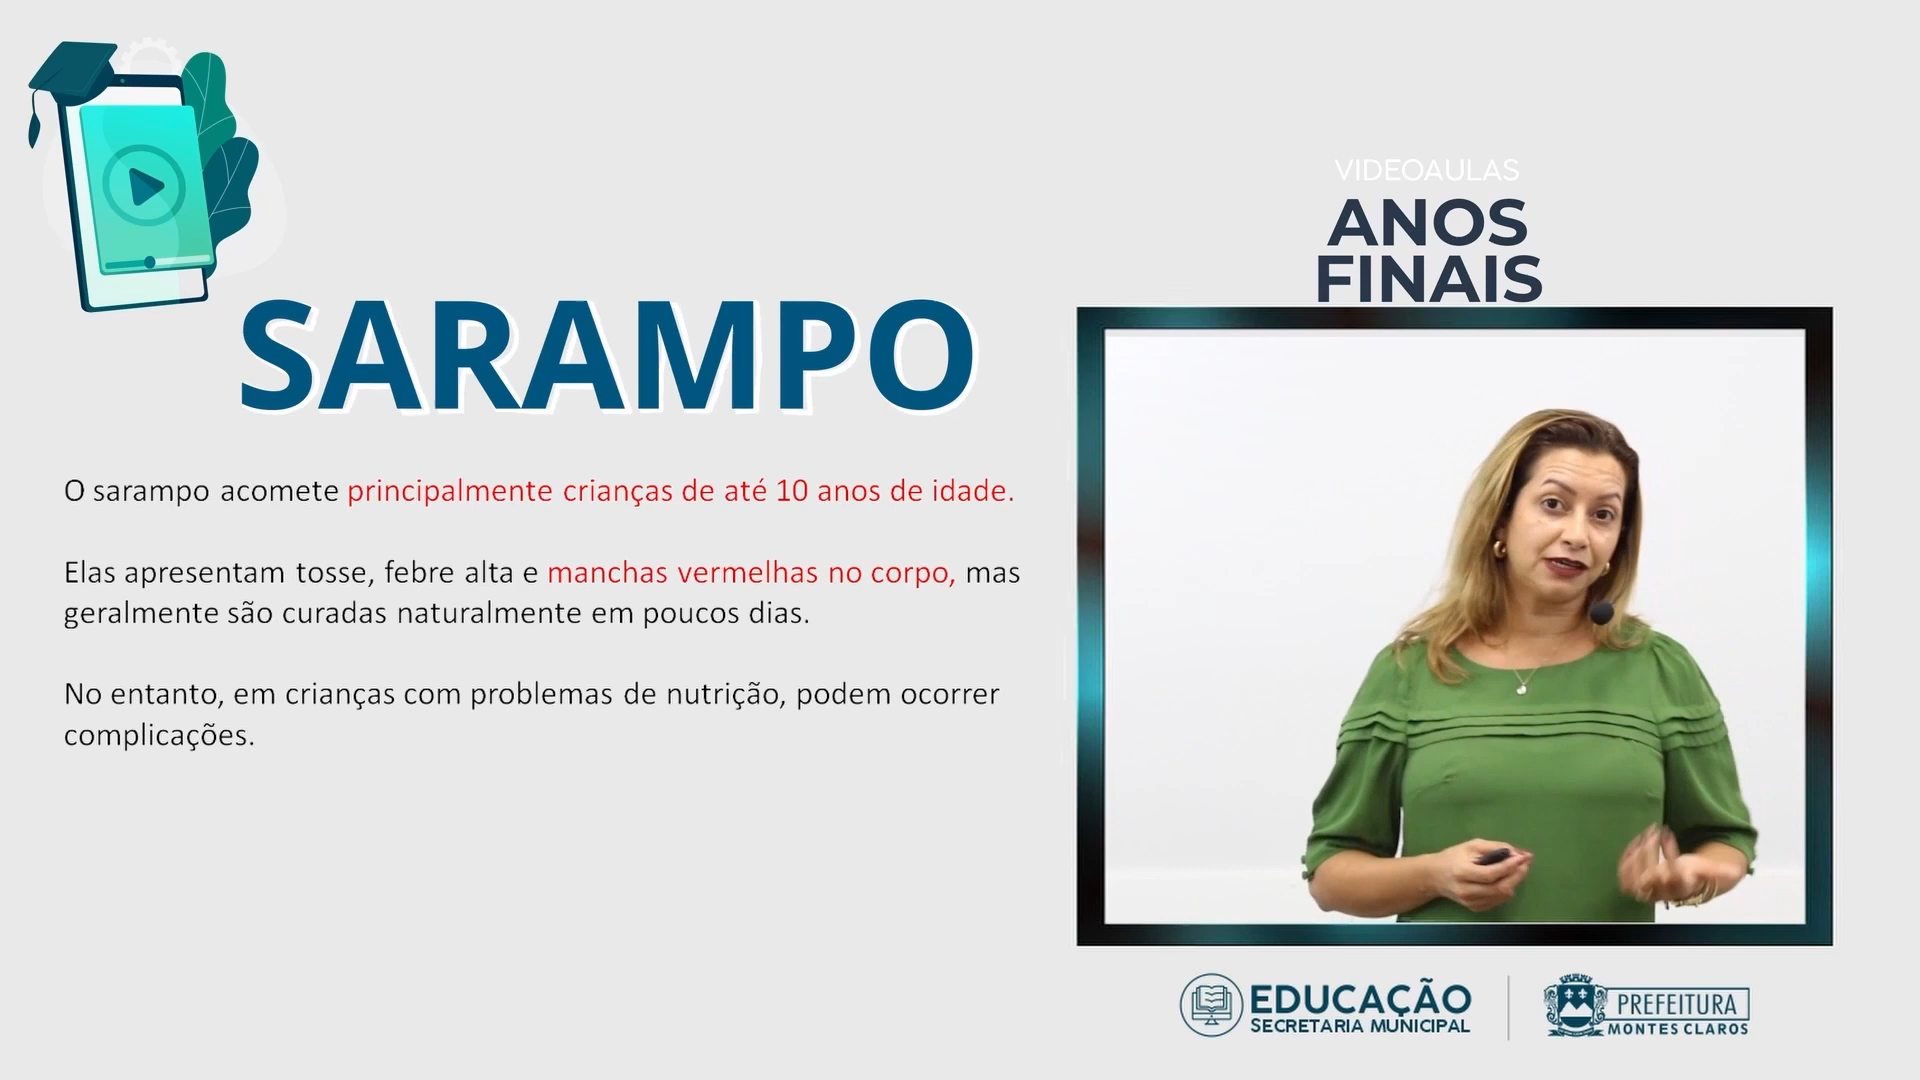 SARAMPO
O sarampo acomete principalmente crianças de até 10 anos de idade.
Elas apresentam tosse, febre alta e manchas vermelhas no corpo, mas
geralmente são curadas naturalmente em poucos dias.
No entanto, em crianças com problemas de nutrição, podem ocorrer
complicações.
VIDEOAULAS
ANOS
FINAIS
EDUCAÇÃO
SECRETARIA MUNICIPAL
PREFEITURA
MONTES CLAROS